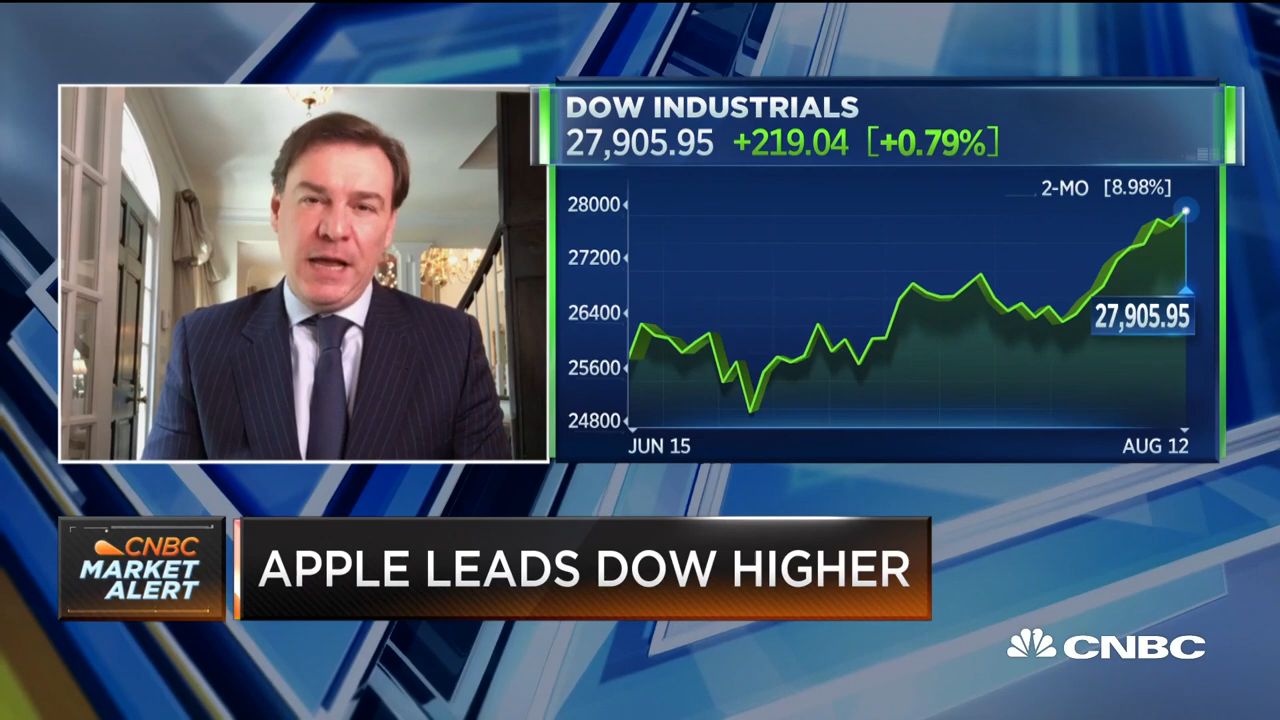 DOW INDUSTRIALS
27,905.95 +219.04 [+0.79%]
2-MO [8.98%]
28000
27200
26400
25600
24800
27,905.95
JUN 15 AUG 12
CNBC
MARKET
ALERT
APPLE LEADS DOW HIGHER
CNBC